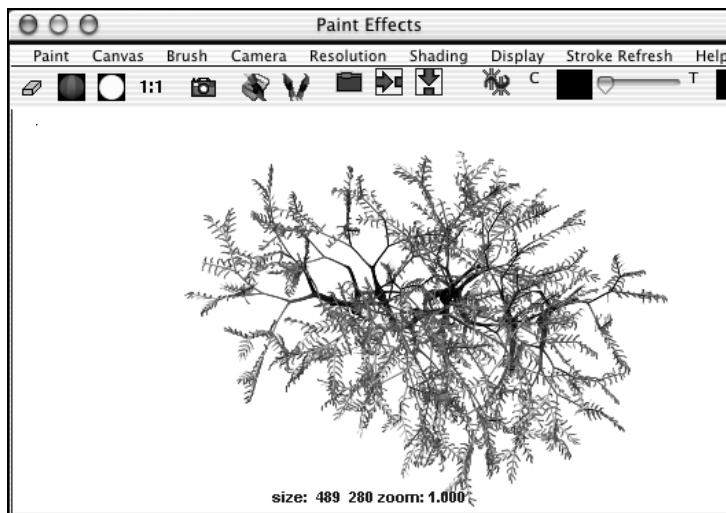 Paint Effects
Paint Canvas Brush Camera Resolution Shading Display Stroke Refresh Help
1:1 C T
size: 489 280 zoom: 1.000